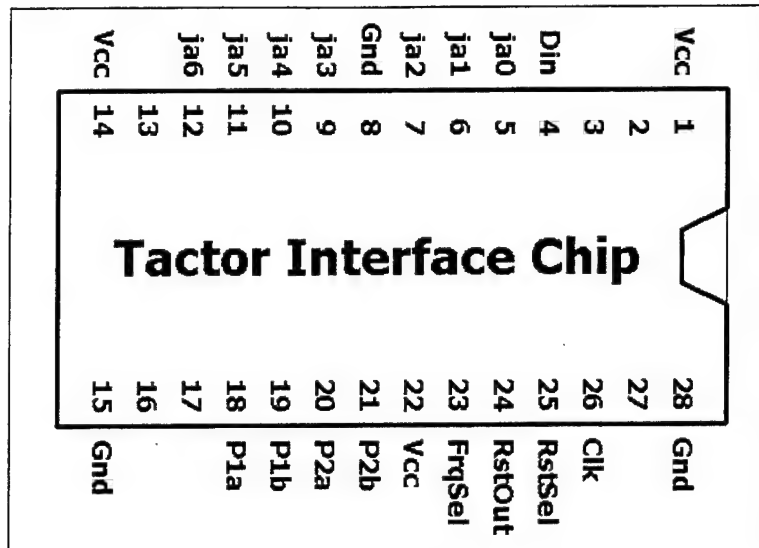 Vcc ja6 ja5 ja4 ja3 Gnd ja2 ja1 ja0 Din Vcc
14 13 12 11 10 9 8 7 6 5 4 3 2 1
Tactor Interface Chip
15 16 17 18 19 20 21 22 23 24 25 26 27 28
Gnd P1a P1b P2a P2b Vcc FrqSel RstOut RstSel Clk Gnd